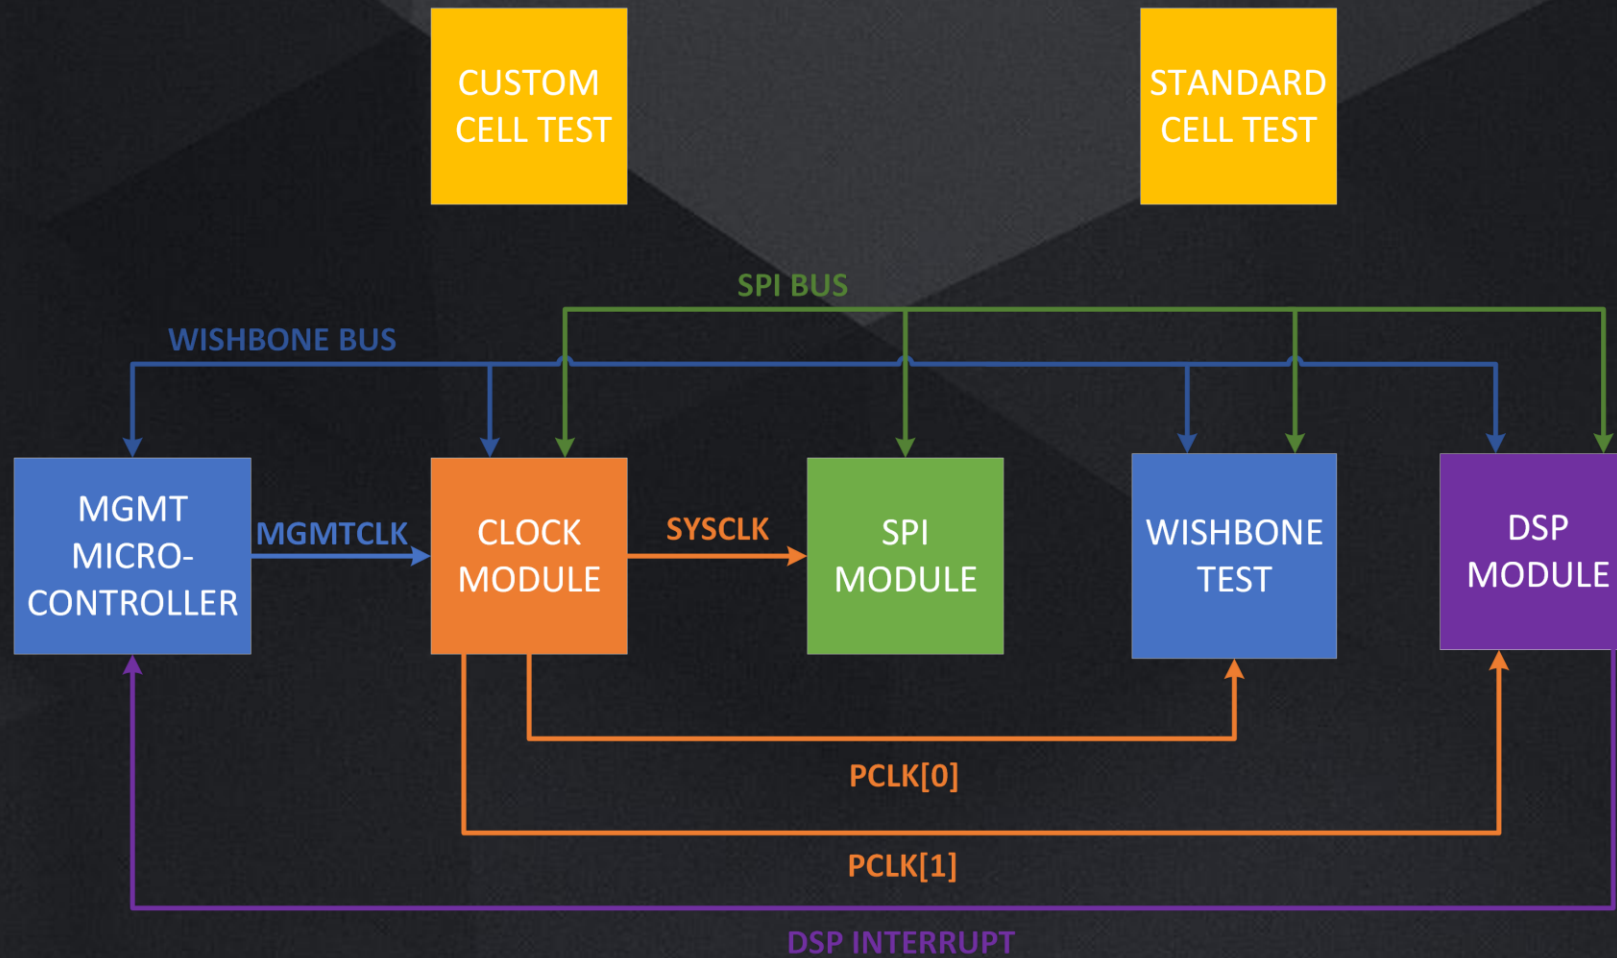 CUSTOM
CELL TEST
STANDARD
CELL TEST
SPI BUS
WISHBONE BUS
MGMT
MICRO-
CONTROLLER
MGMTCLK
CLOCK
MODULE
SYSCLK
SPI
MODULE
WISHBONE
TEST
DSP
MODULE
PCLK[0]
PCLK[1]
DSP INTERRUPT